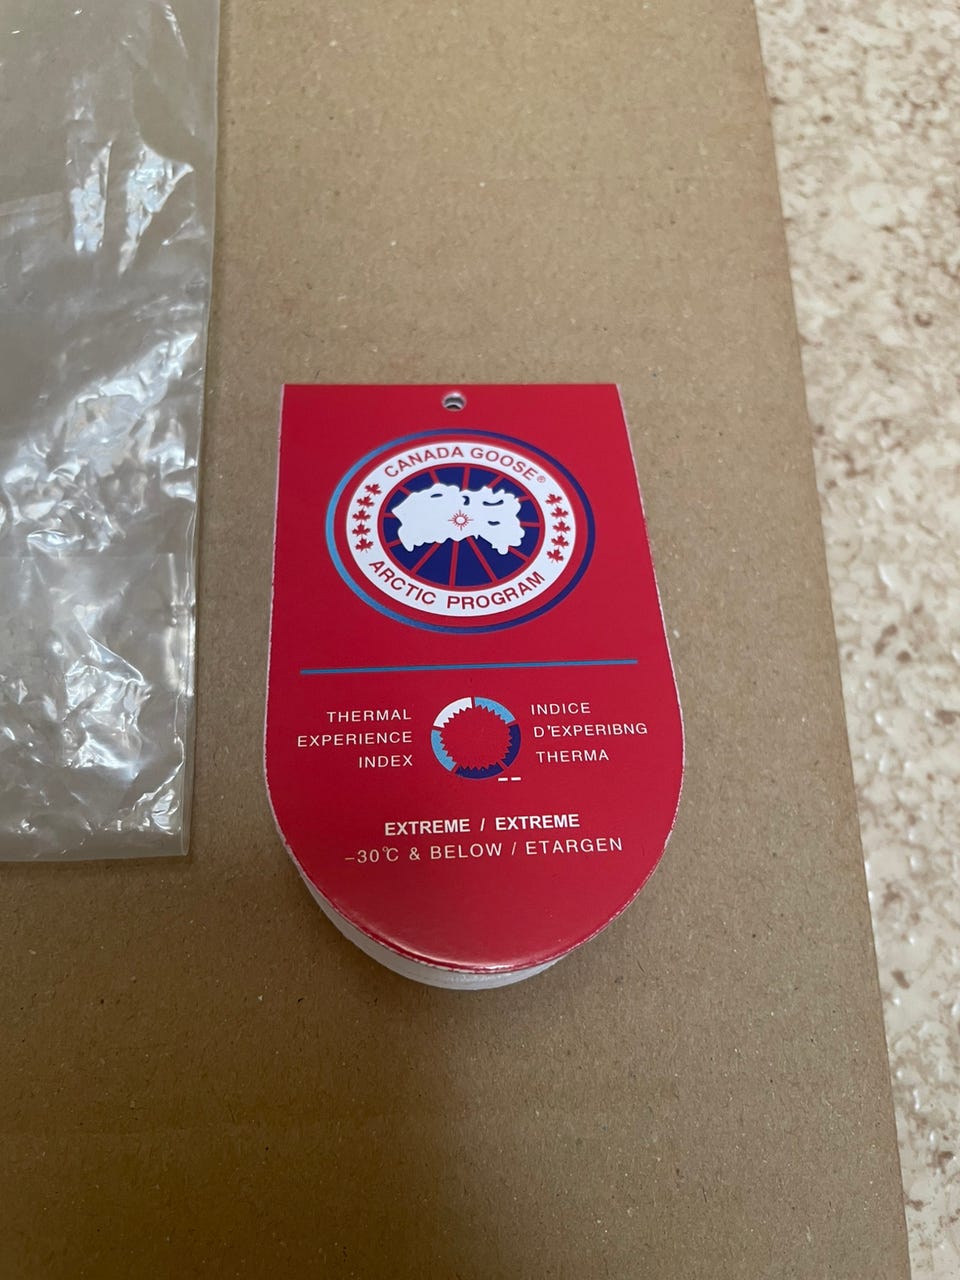 CANADA GOOSE®
ARCTIC PROGRAM
THERMAL
EXPERIENCE
INDEX
INDICE
D'EXPERIBNG
THERMA
EXTREME / EXTREME
-30℃ & BELOW / ETARGEN